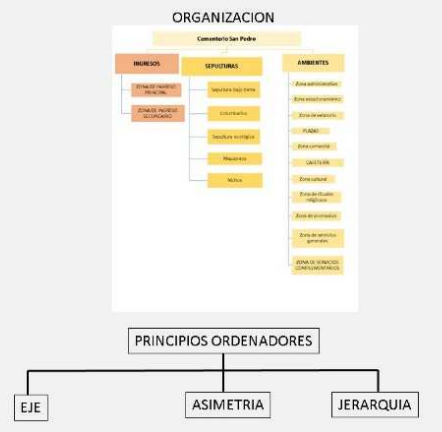 ORGANIZACION
Cementerio San Pedro
INGRESOS
ZONA DE INGRESO
PRINCIPAL
ZONA DE INGRESO
SECUNDARIO
SEPULTURAS
Sepultura bajo tierra
Columbarios
Sepultura ecológica
Mausoleos
Nichos
AMBIENTES
Zona administrativa
Zona estacionamiento
Zona de velatorio
PLAZAS
Zona comercial
CAFETERÍA
Zona cultural
Zona de rituales
religiosos
Zona de servicios
generales
ZONA DE SERVICIOS
COMPLEMENTARIOS
PRINCIPIOS ORDENADORES
EJE
ASIMETRIA
JERARQUIA